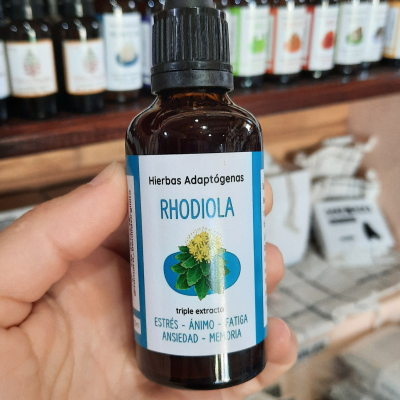 Hierbas Adaptógenas
RHODIOLA
triple extracto
ESTRÉS - ÁNIMO - FATIGA
ANSIEDAD - MEMORIA